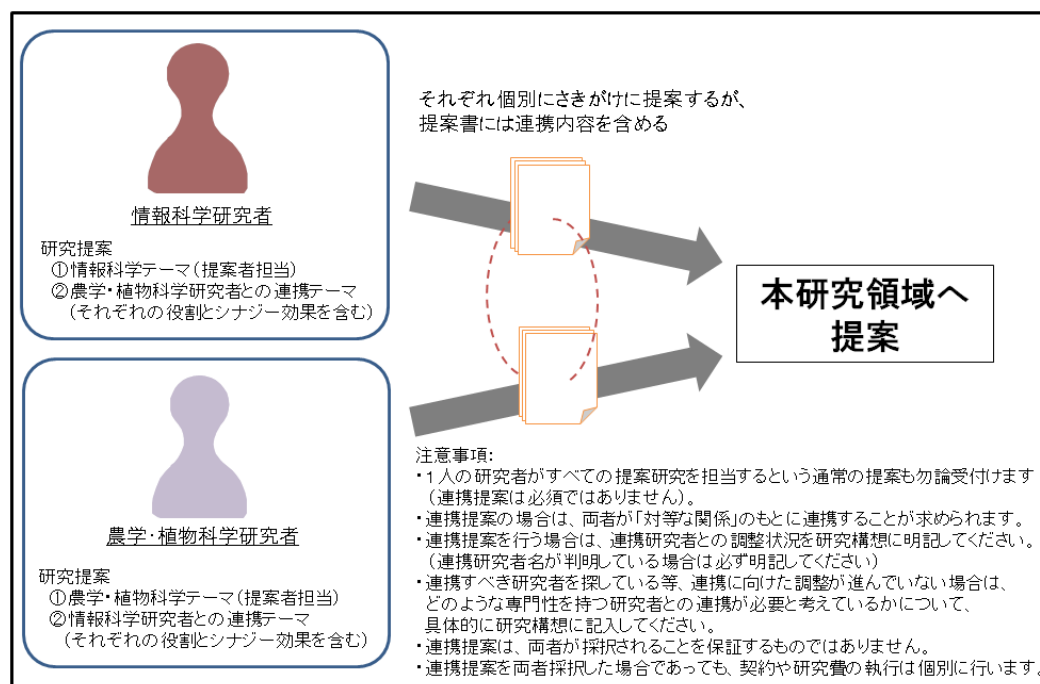 それぞれ個別にさきがけに提案するが、
提案書には連携内容を含める
情報科学研究者
研究提案
①情報科学テーマ(提案者担当)
②農学・植物科学研究者との連携テーマ
(それぞれの役割とシナジー効果を含む)
本研究領域へ
提案
農学・植物科学研究者
研究提案
①農学・植物科学テーマ(提案者担当)
②情報科学研究者との連携テーマ
(それぞれの役割とシナジー効果を含む)
注意事項:
・1人の研究者がすべての提案研究を担当するという通常の提案も勿論受付けます
(連携提案は必須ではありません)。
・連携提案の場合は、両者が「対等な関係」のもとに連携することが求められます。
・連携提案を行う場合は、連携研究者との調整状況を研究構想に明記してください。
(連携研究者名が判明している場合は必ず明記してください)
・連携すべき研究者を探している等、連携に向けた調整が進んでいない場合は、
どのような専門性を持つ研究者との連携が必要と考えているかについて、
具体的に研究構想に記入してください。
・連携提案は、両者が採択されることを保証するものではありません。
・連携提案を両者採択した場合であっても、契約や研究費の執行は個別に行います。